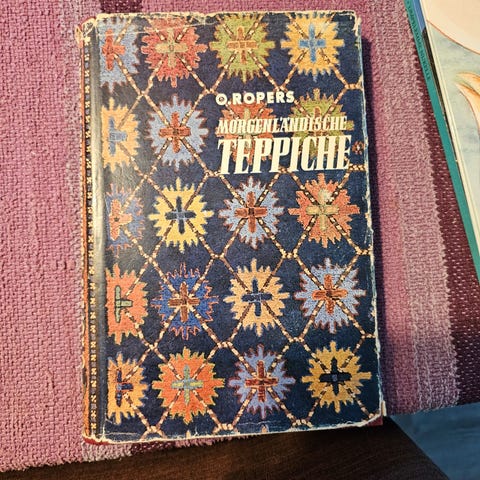 O. ROPERS
MORGENLÄNDISCHE
TEPPICHE